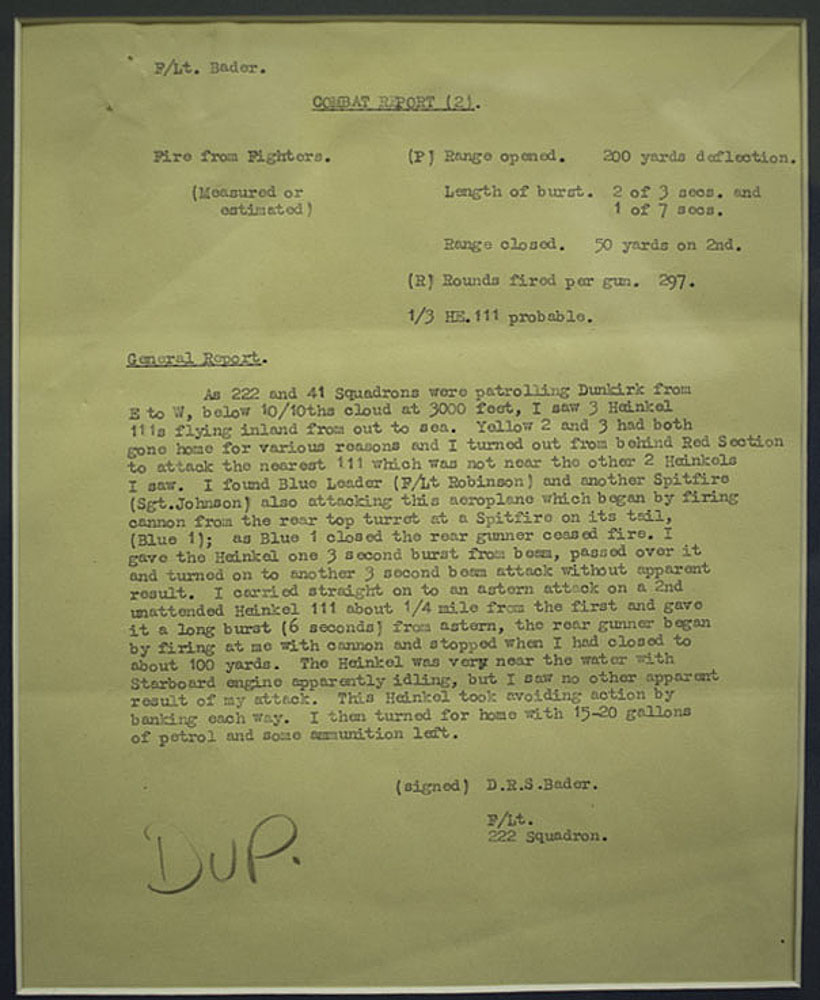 F/Lt. Bader.
COMBAT REPORT (2).
Fire from Fighters. (P) Range opened. 200 yards deflection.
(Measured or estimated) Length of burst. 2 of 3 secs. and
1 of 7 secs.
Range closed. 50 yards on 2nd.
(R) Rounds fired per gun. 297.
1/3 HE.111 probable.
General Report.
As 222 and 41 Squadrons were patrolling Dunkirk from
E to W, below 10/10ths cloud at 3000 feet, I saw 3 Heinkel
111s flying inland from out to sea. Yellow 2 and 3 had both
gone home for various reasons and I turned out from behind Red Section
to attack the nearest 111 which was not near the other 2 Heinkels
I saw. I found Blue Leader (F/Lt Robinson) and another Spitfire
(Sgt.Johnson) also attacking this aeroplane which began by firing
cannon from the rear top turret at a Spitfire on its tail,
(Blue 1); as Blue 1 closed the rear gunner ceased fire. I
gave the Heinkel one 3 second burst from beam, passed over it
and turned on to another 3 second beam attack without apparent
result. I carried straight on to an astern attack on a 2nd
unattended Heinkel 111 about 1/4 mile from the first and gave
it a long burst (6 seconds) from astern, the rear gunner began
by firing at me with cannon and stopped when I had closed to
about 100 yards. The Heinkel was very near the water with
Starboard engine apparently idling, but I saw no other apparent
result of my attack. This Heinkel took avoiding action by
banking each way. I then turned for home with 15-20 gallons
of petrol and some ammunition left.
(signed) D.R.S.Bader.
F/Lt.
222 Squadron.
DUP.